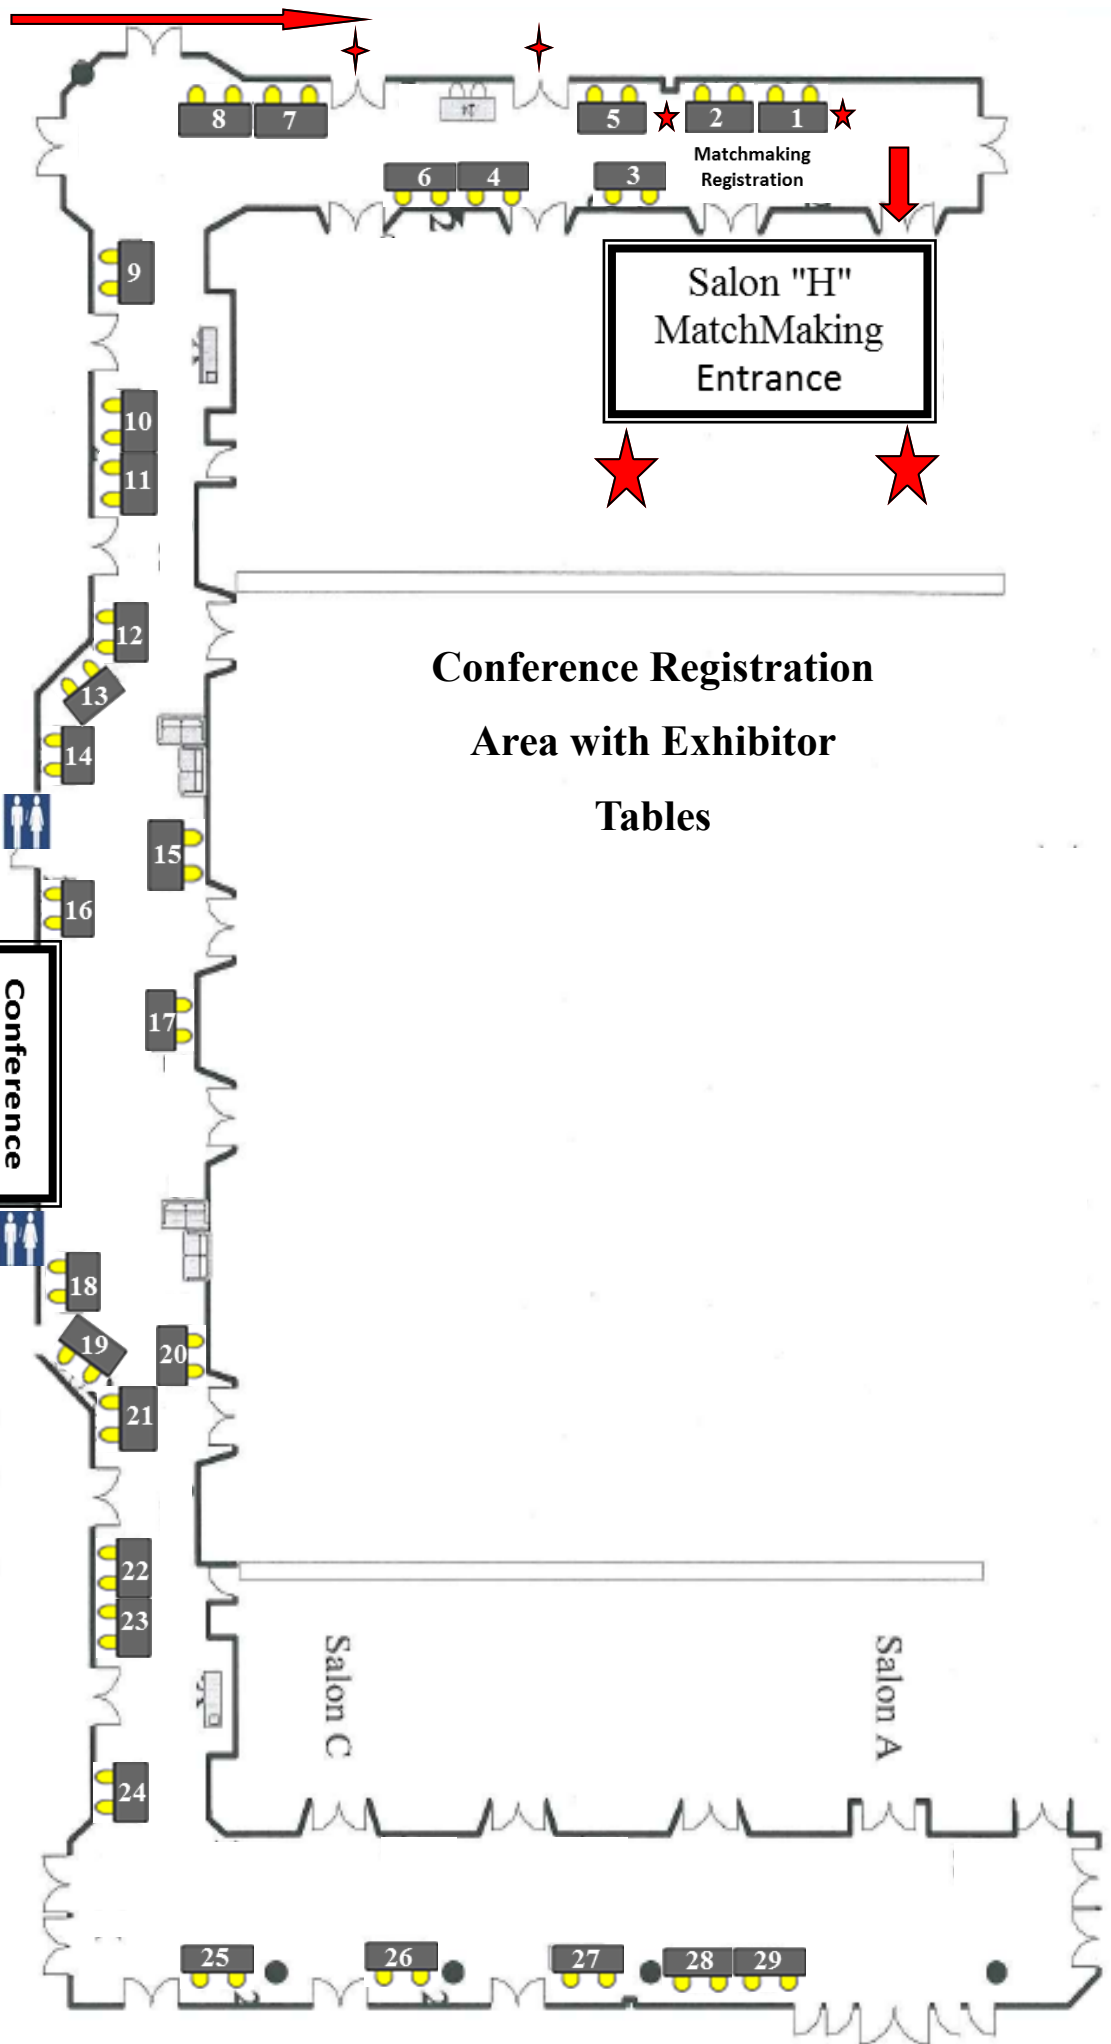 8
7
5
2
1
Matchmaking
Registration
6
4
3
9
Salon "H"
MatchMaking
Entrance
10
11
12
Conference Registration
Area with Exhibitor
Tables
13
14
15
16
17
Conference
18
19
20
21
22
23
Salon C
Salon A
24
25
26
27
28
29